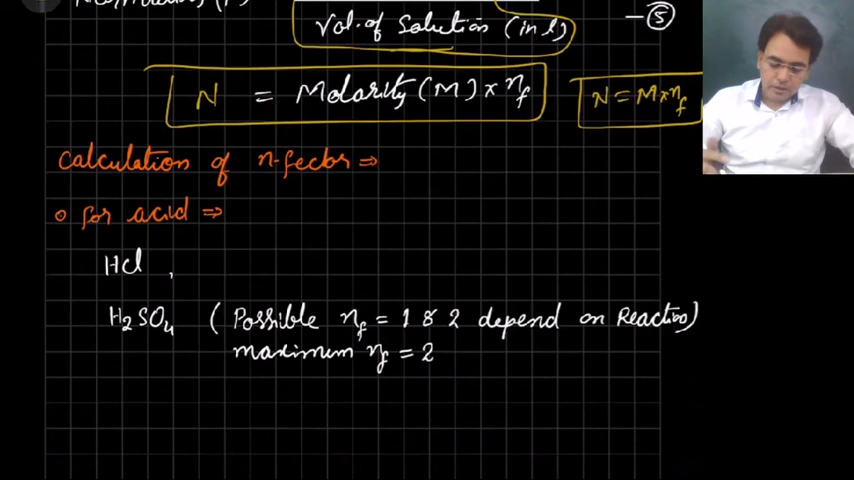 Vol. of Solution (in l)
- ⑤
N = Molarity (M) × nf
N = M × nf
Calculation of n-fector ⇒
o for acid ⇒
HCl ,
H₂SO₄ (Possible nf = 1 & 2 depend on Reaction)
maximum nf = 2